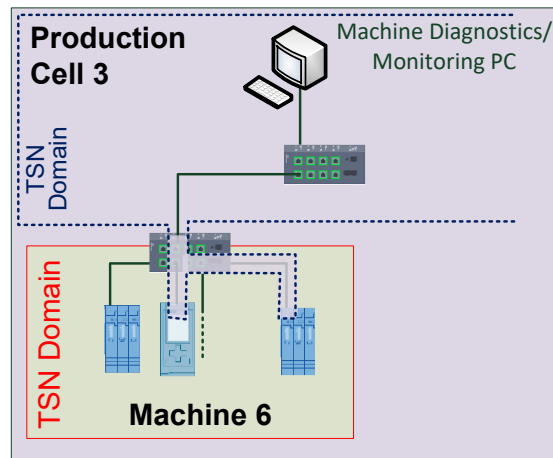 Production
Cell 3
Machine Diagnostics/
Monitoring PC
TSN
Domain
TSN Domain
Machine 6